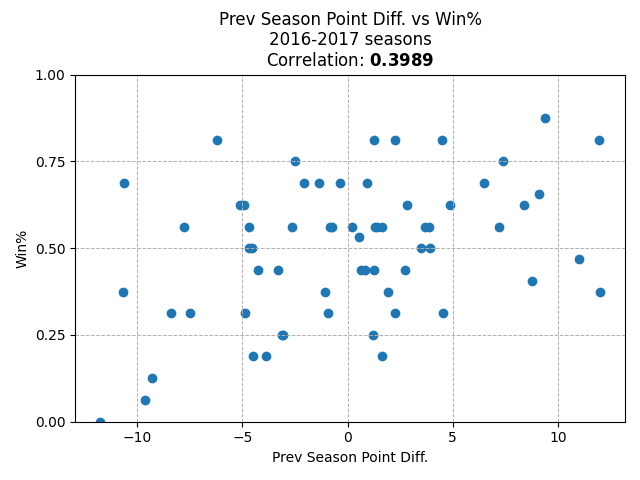 Prev Season Point Diff. vs Win%
2016-2017 seasons
Correlation: 0.3989
1.00
0.75
0.50
0.25
0.00
Win%
−10 −5 0 5 10
Prev Season Point Diff.